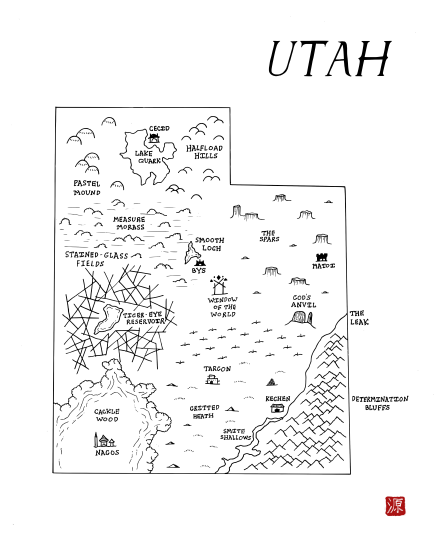 UTAH
CECED
LAKE
QUARK
HALFLOAD
HILLS
PASTEL
MOUND
MEASURE
MORASS
THE
SPARS
SMOOTH
LOCH
STAINED-GLASS
FIELDS
BYS
MATOI
WINDOW
OF THE
WORLD
GOD'S
ANVIL
TIGER-EYE
RESERVOIR
THE
LEAK
TARGON
GRITTED
HEATH
RECHEN
DETERMINATION
BLUFFS
CACKLE
WOOD
SMITE
SHALLOWS
NAGOS
源